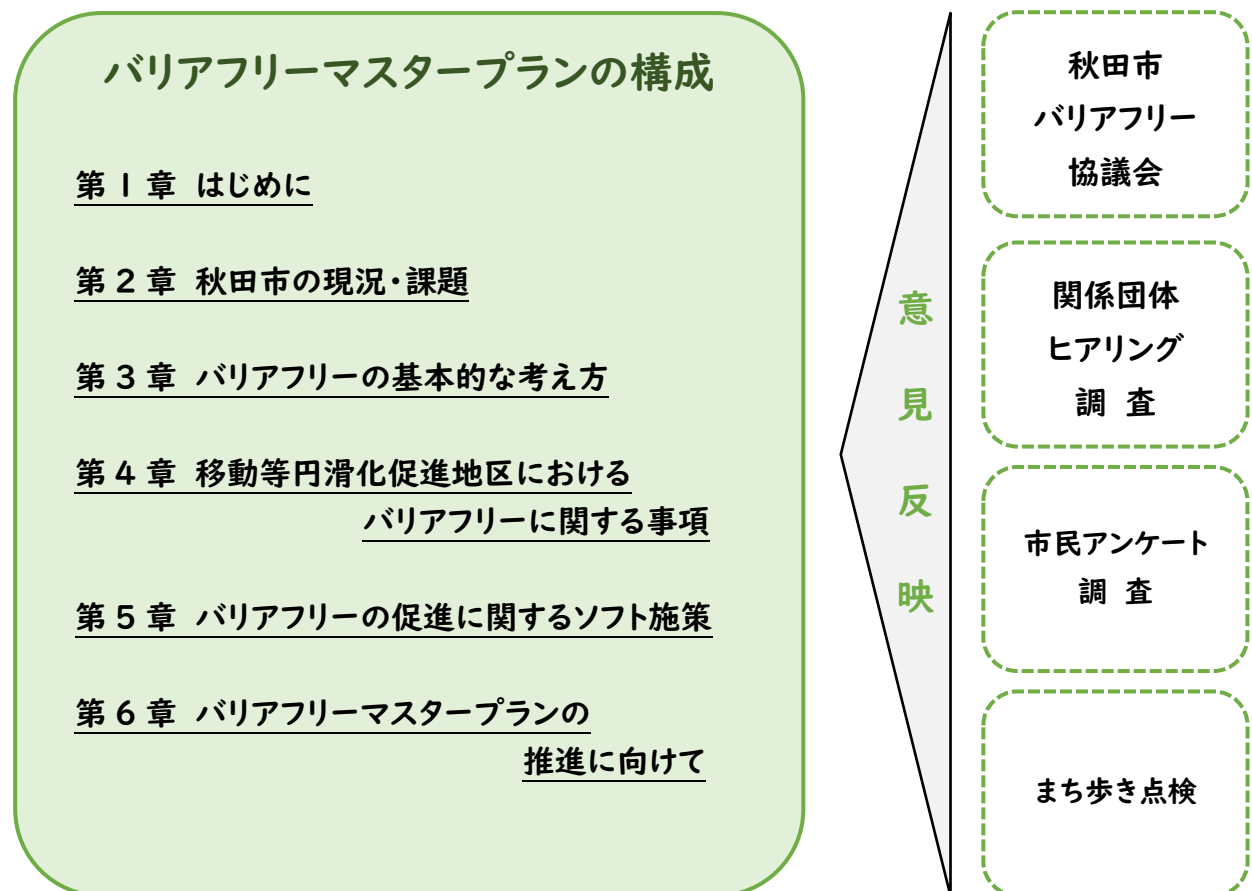 バリアフリーマスタープランの構成
第1章 はじめに
第2章 秋田市の現況・課題
第3章 バリアフリーの基本的な考え方
第4章 移動等円滑化促進地区における
バリアフリーに関する事項
第5章 バリアフリーの促進に関するソフト施策
第6章 バリアフリーマスタープランの
推進に向けて
意
見
反
映
秋田市
バリアフリー
協議会
関係団体
ヒアリング
調 査
市民アンケート
調 査
まち歩き点検